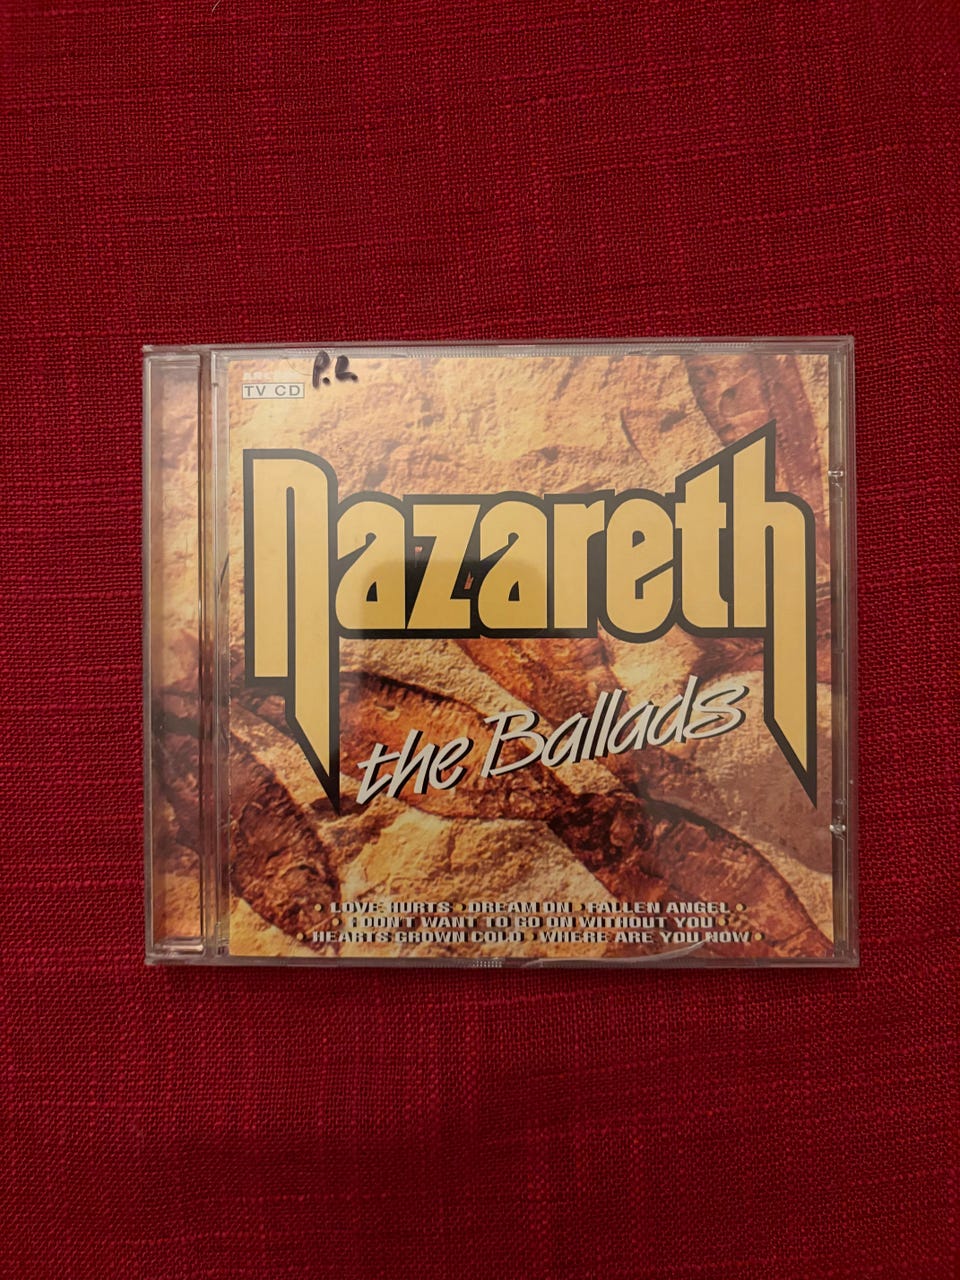 P.L.
TV CD
Nazareth
the Ballads
• LOVE HURTS • DREAM ON • FALLEN ANGEL •
• I DON'T WANT TO GO ON WITHOUT YOU •
• HEARTS GROWN COLD • WHERE ARE YOU NOW •